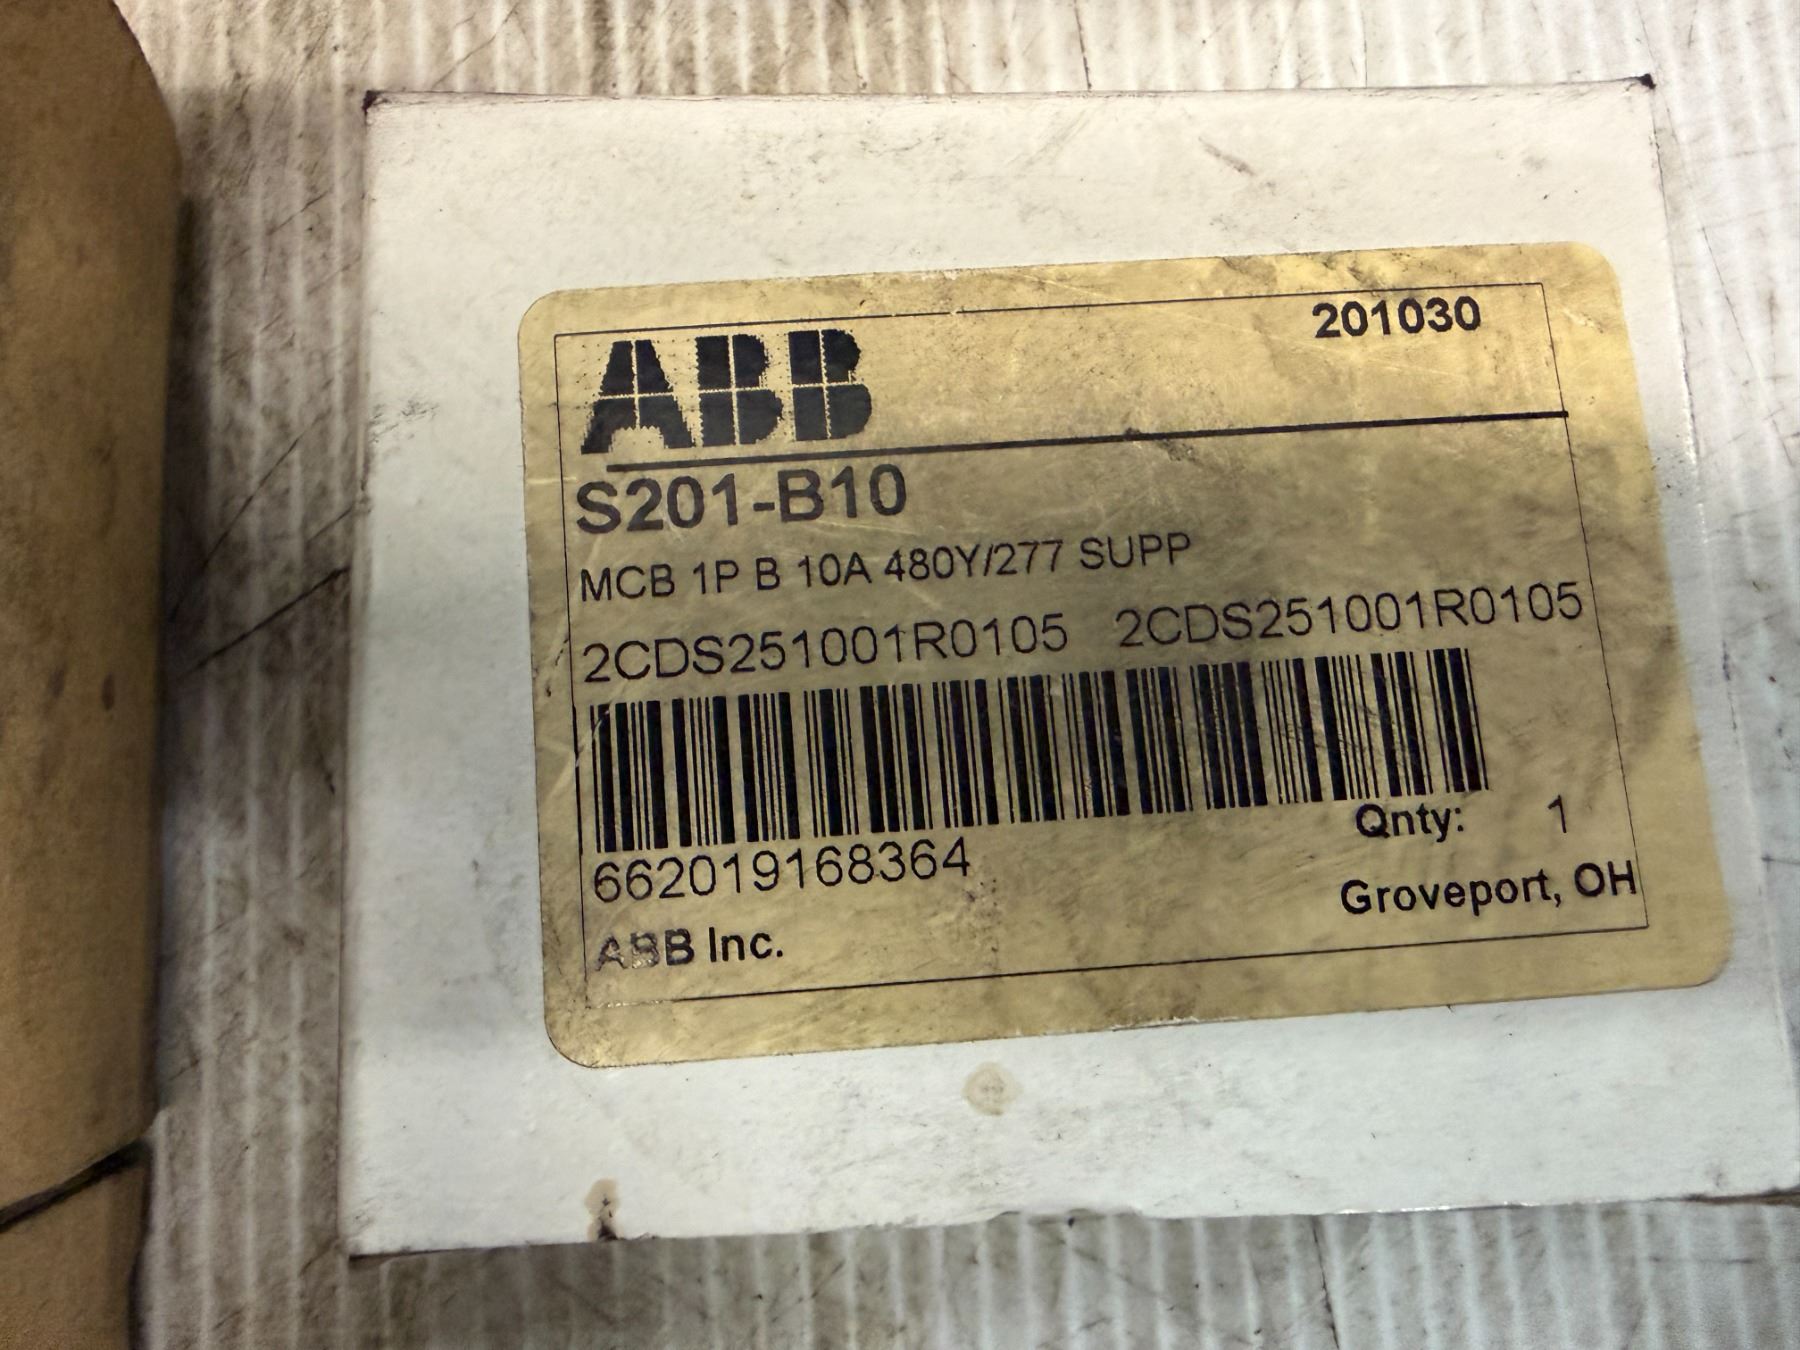 201030
ABB
S201-B10
MCB 1P B 10A 480Y/277 SUPP
2CDS251001R0105 2CDS251001R0105
Qnty: 1
662019168364
Groveport, OH
ABB Inc.